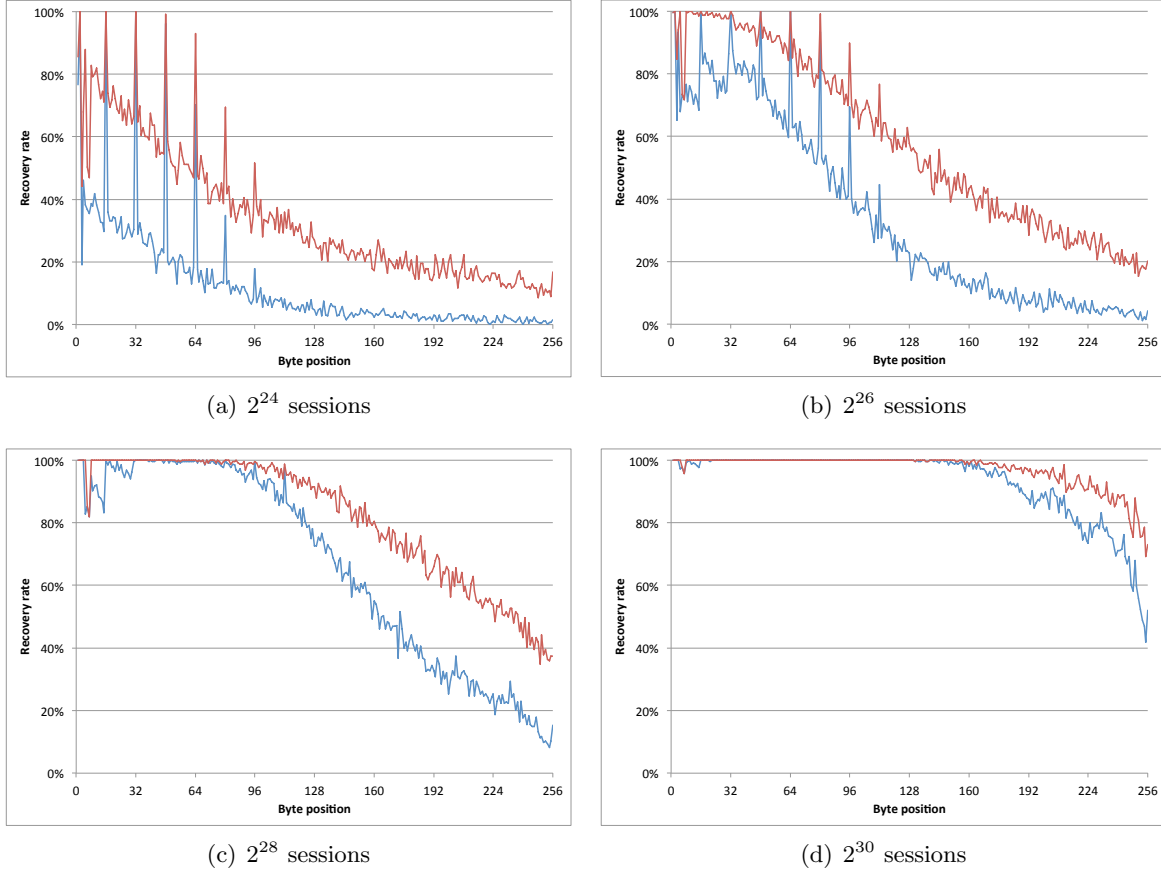 100%
80%
60%
40%
20%
0%
Recovery rate
0 32 64 96 128 160 192 224 256
Byte position
(a) 2^24 sessions
100%
80%
60%
40%
20%
0%
Recovery rate
0 32 64 96 128 160 192 224 256
Byte position
(b) 2^26 sessions
100%
80%
60%
40%
20%
0%
Recovery rate
0 32 64 96 128 160 192 224 256
Byte position
(c) 2^28 sessions
100%
80%
60%
40%
20%
0%
Recovery rate
0 32 64 96 128 160 192 224 256
Byte position
(d) 2^30 sessions